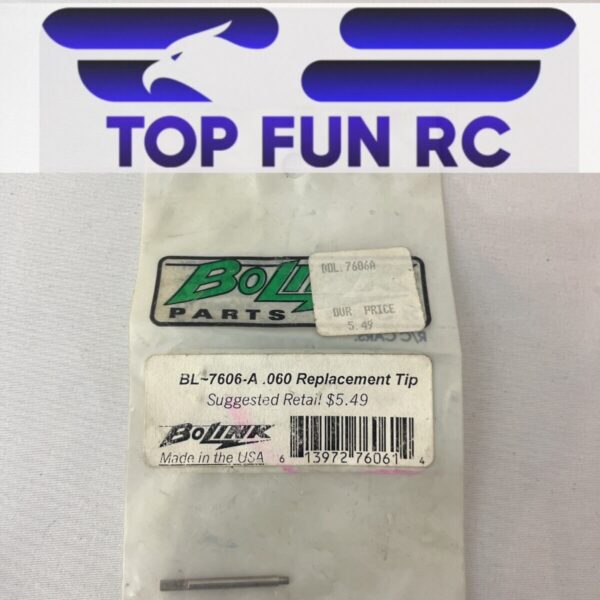 TOP FUN RC
BOLINK
PARTS
BOL:7606A
OUR PRICE
5.49
R/C CARS.
BL-7606-A .060 Replacement Tip
Suggested Retail $5.49
BOLINK
Made in the USA
6 13972 76061 4